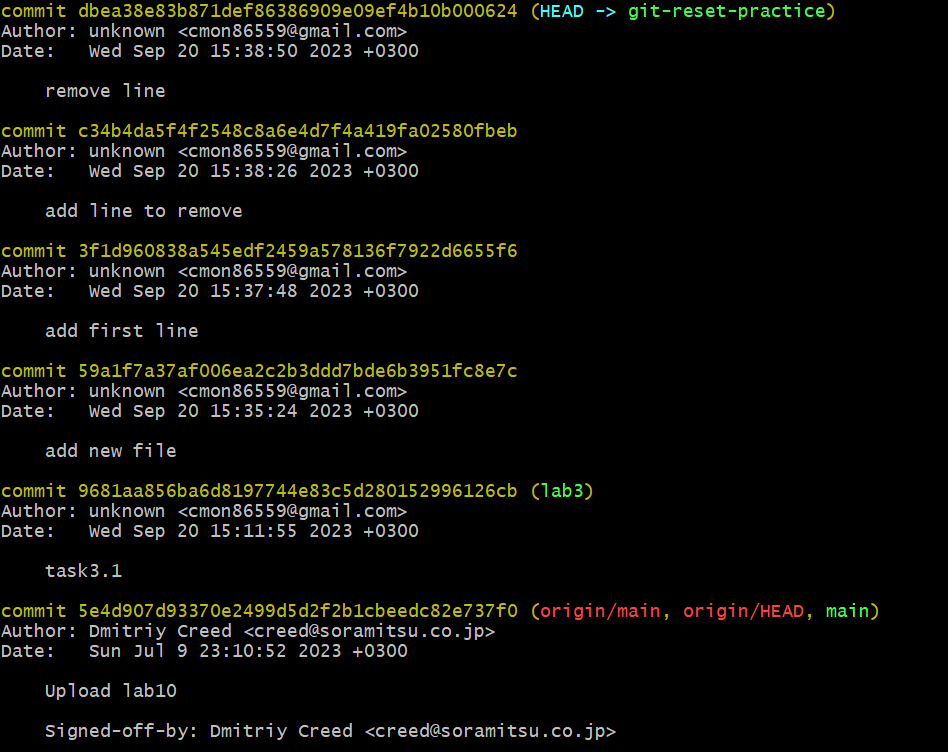 commit dbea38e83b871def86386909e09ef4b10b000624 (HEAD -> git-reset-practice)
Author: unknown <cmon86559@gmail.com>
Date:   Wed Sep 20 15:38:50 2023 +0300
    remove line
commit c34b4da5f4f2548c8a6e4d7f4a419fa02580fbeb
Author: unknown <cmon86559@gmail.com>
Date:   Wed Sep 20 15:38:26 2023 +0300
    add line to remove
commit 3f1d960838a545edf2459a578136f7922d6655f6
Author: unknown <cmon86559@gmail.com>
Date:   Wed Sep 20 15:37:48 2023 +0300
    add first line
commit 59a1f7a37af006ea2c2b3ddd7bde6b3951fc8e7c
Author: unknown <cmon86559@gmail.com>
Date:   Wed Sep 20 15:35:24 2023 +0300
    add new file
commit 9681aa856ba6d8197744e83c5d280152996126cb (lab3)
Author: unknown <cmon86559@gmail.com>
Date:   Wed Sep 20 15:11:55 2023 +0300
    task3.1
commit 5e4d907d93370e2499d5d2f2b1cbeedc82e737f0 (origin/main, origin/HEAD, main)
Author: Dmitriy Creed <creed@soramitsu.co.jp>
Date:   Sun Jul 9 23:10:52 2023 +0300
    Upload lab10
    Signed-off-by: Dmitriy Creed <creed@soramitsu.co.jp>